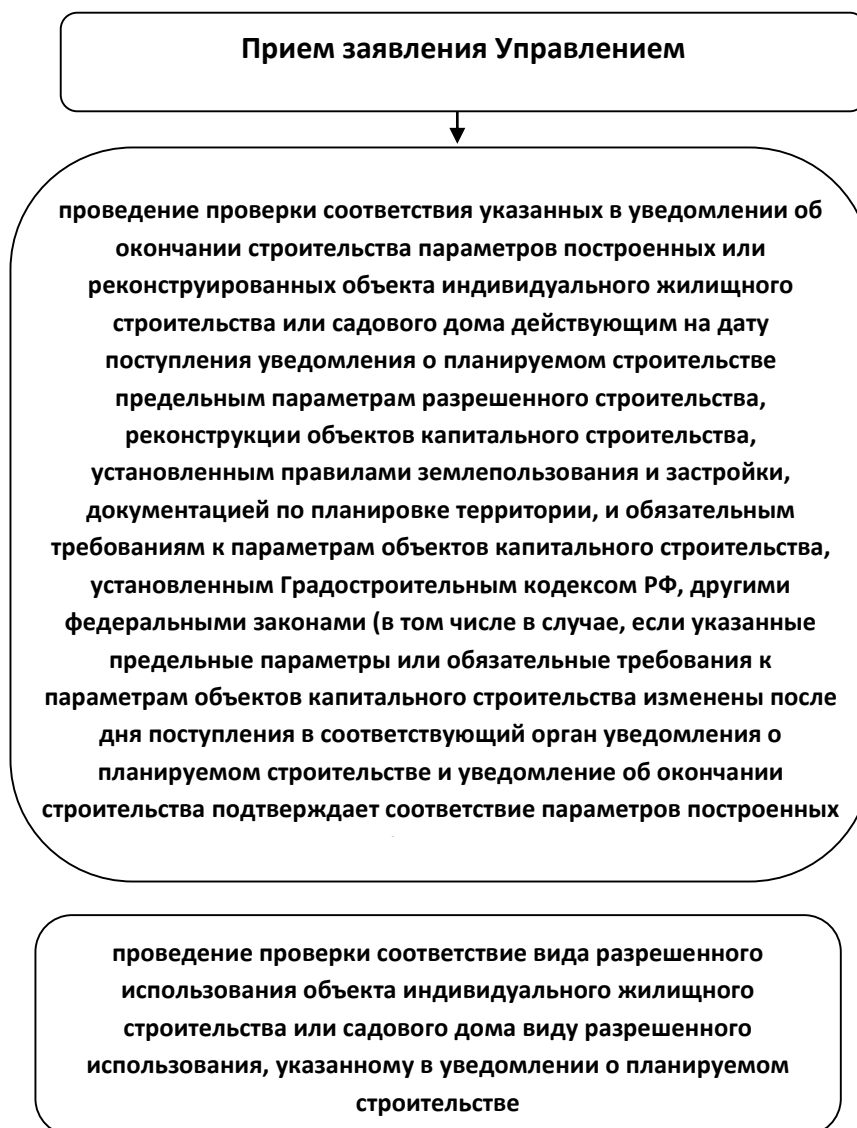 Прием заявления Управлением
проведение проверки соответствия указанных в уведомлении об
окончании строительства параметров построенных или
реконструированных объекта индивидуального жилищного
строительства или садового дома действующим на дату
поступления уведомления о планируемом строительстве
предельным параметрам разрешенного строительства,
реконструкции объектов капитального строительства,
установленным правилами землепользования и застройки,
документацией по планировке территории, и обязательным
требованиям к параметрам объектов капитального строительства,
установленным Градостроительным кодексом РФ, другими
федеральными законами (в том числе в случае, если указанные
предельные параметры или обязательные требования к
параметрам объектов капитального строительства изменены после
дня поступления в соответствующий орган уведомления о
планируемом строительстве и уведомление об окончании
строительства подтверждает соответствие параметров построенных
проведение проверки соответствие вида разрешенного
использования объекта индивидуального жилищного
строительства или садового дома виду разрешенного
использования, указанному в уведомлении о планируемом
строительстве